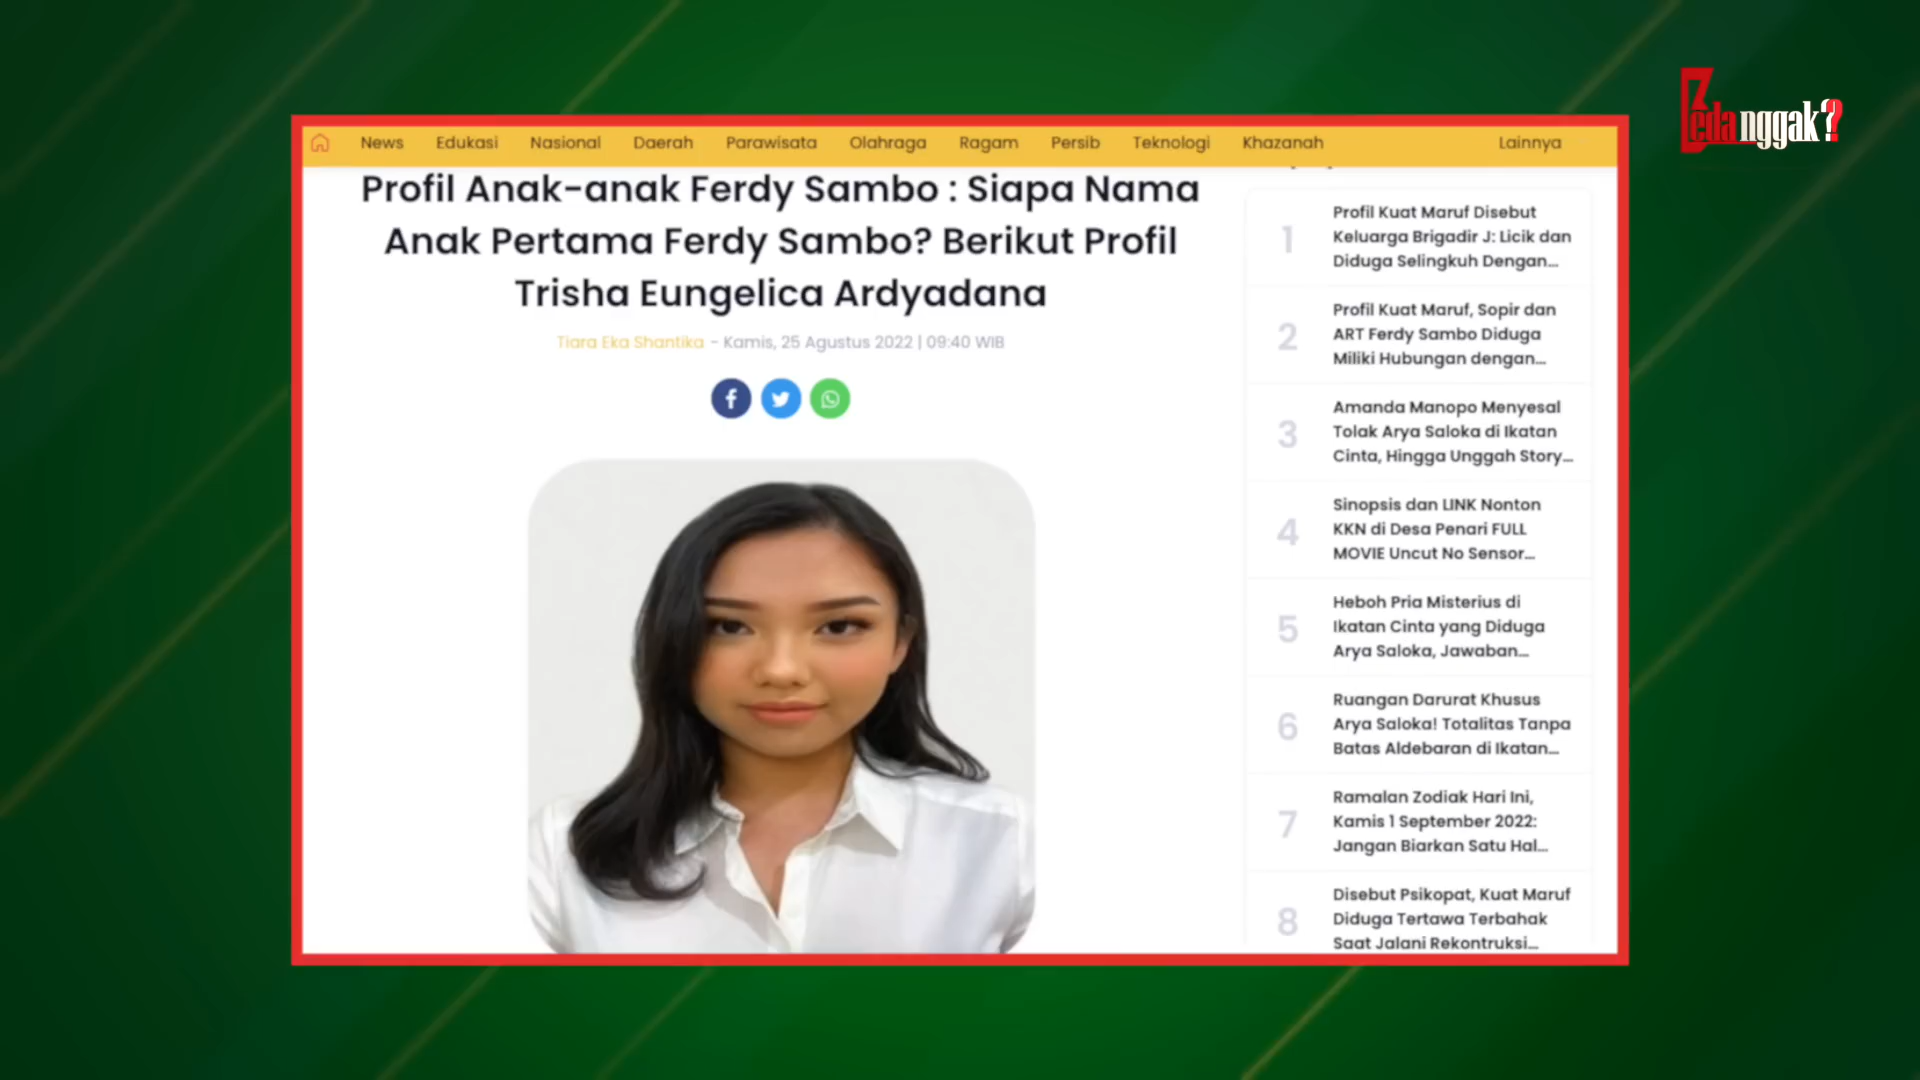 Bedanggak?
News Edukasi Nasional Daerah Parawisata Olahraga Ragam Persib Teknologi Khazanah Lainnya
Profil Anak-anak Ferdy Sambo : Siapa Nama
Anak Pertama Ferdy Sambo? Berikut Profil
Trisha Eungelica Ardyadana
Tiara Eka Shantika - Kamis, 25 Agustus 2022 | 09:40 WIB
1
Profil Kuat Maruf Disebut
Keluarga Brigadir J: Licik dan
Diduga Selingkuh Dengan...
2
Profil Kuat Maruf, Sopir dan
ART Ferdy Sambo Diduga
Miliki Hubungan dengan...
3
Amanda Manopo Menyesal
Tolak Arya Saloka di Ikatan
Cinta, Hingga Unggah Story...
4
Sinopsis dan LINK Nonton
KKN di Desa Penari FULL
MOVIE Uncut No Sensor...
5
Heboh Pria Misterius di
Ikatan Cinta yang Diduga
Arya Saloka, Jawaban...
6
Ruangan Darurat Khusus
Arya Saloka! Totalitas Tanpa
Batas Aldebaran di Ikatan...
7
Ramalan Zodiak Hari Ini,
Kamis 1 September 2022:
Jangan Biarkan Satu Hal...
8
Disebut Psikopat, Kuat Maruf
Diduga Tertawa Terbahak
Saat Jalani Rekontruksi...